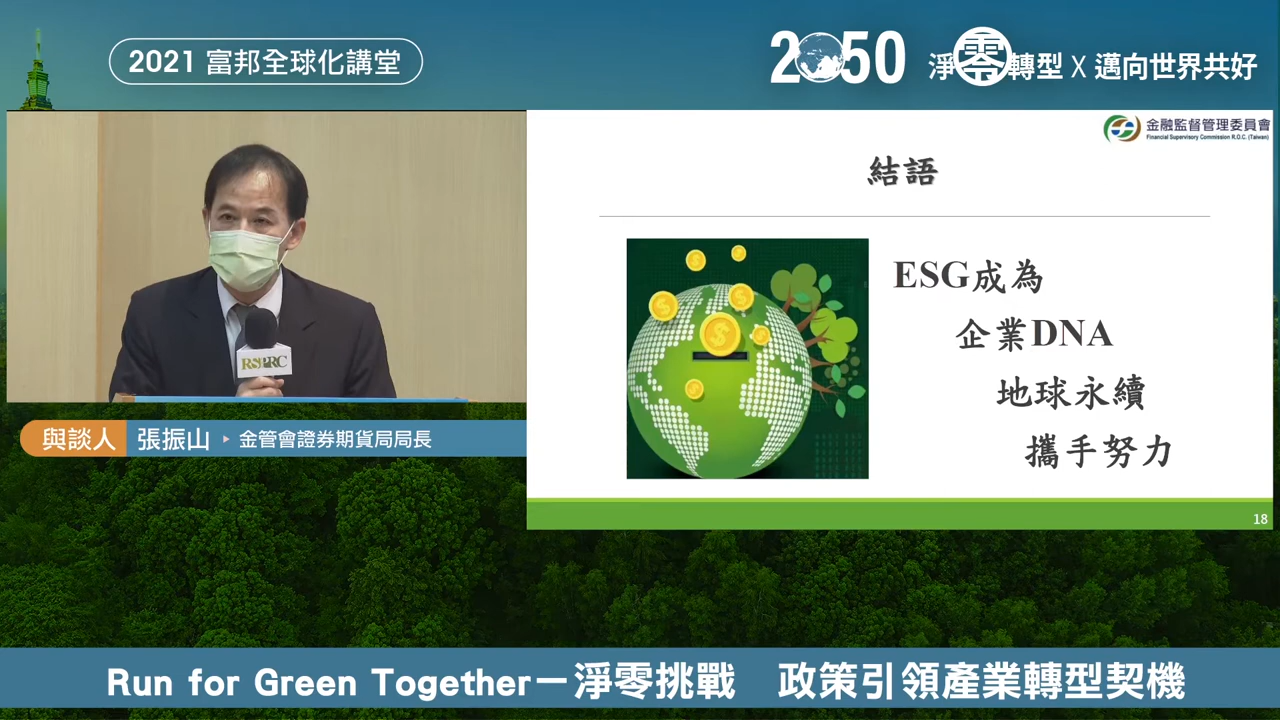 2021 富邦全球化講堂
2050 淨零轉型 X 邁向世界共好
金融監督管理委員會
Financial Supervisory Commission R.O.C. (Taiwan)
結語
ESG成為
企業DNA
地球永續
攜手努力
18
RSPRC
與談人 張振山 ▸ 金管會證券期貨局局長
Run for Green Together－淨零挑戰 政策引領產業轉型契機